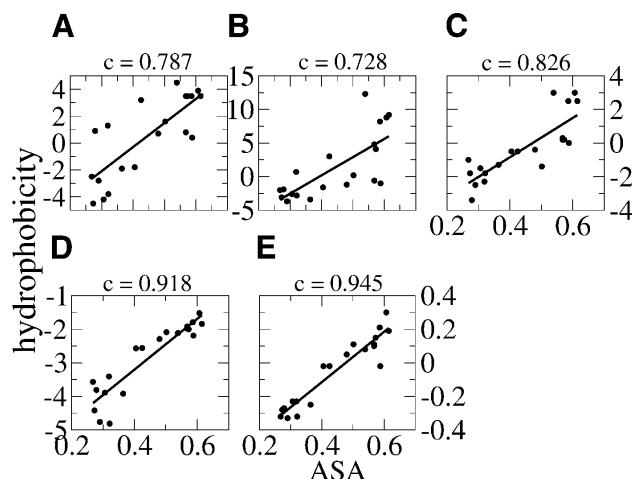 A
B
C
c = 0.787
c = 0.728
c = 0.826
4
2
0
-2
-4
15
10
5
0
-5
4
2
0
-2
-4
0.2
0.4
0.6
hydrophobicity
D
E
c = 0.918
c = 0.945
-1
-2
-3
-4
-5
0.4
0.2
0
-0.2
-0.4
0.2
0.4
0.6
0.2
0.4
0.6
ASA